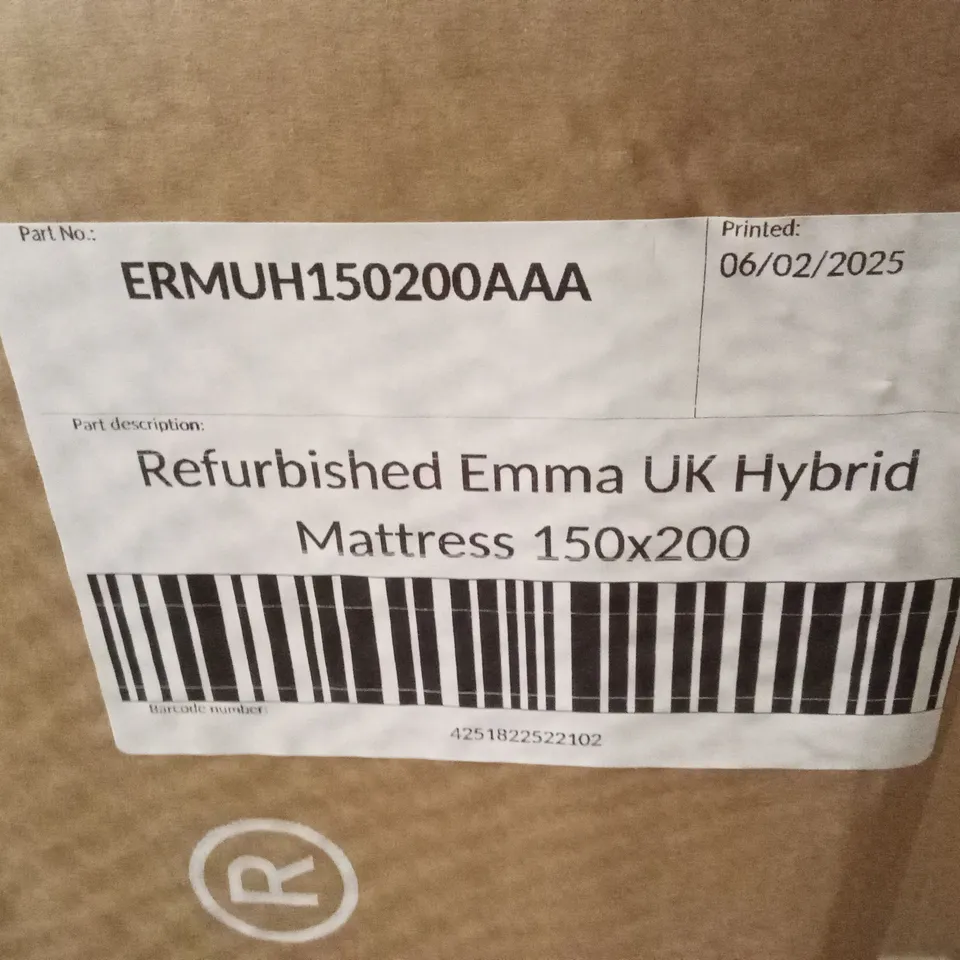 Part No.:
ERMUH150200AAA
Printed:
06/02/2025
Part description:
Refurbished Emma UK Hybrid
Mattress 150x200
Barcode number:
4251822522102
®